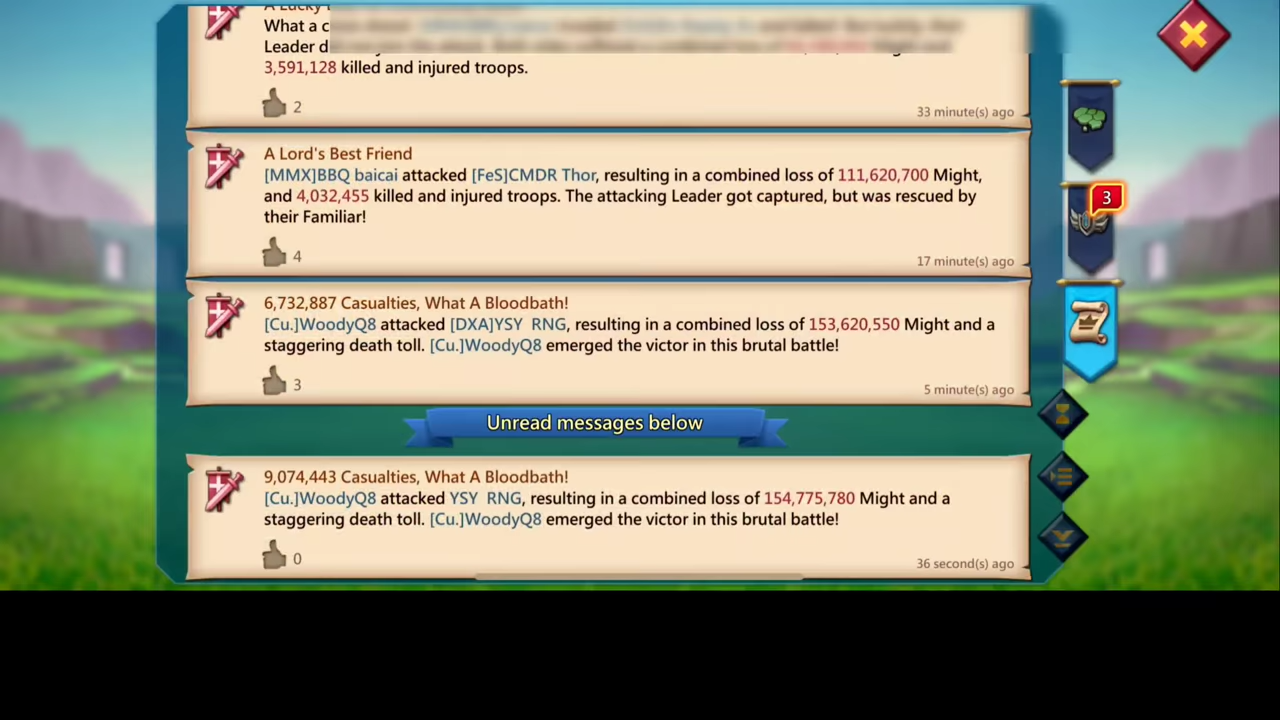 A Lucky
What a c
Leader d Might and
3,591,128 killed and injured troops.
2
33 minute(s) ago
A Lord's Best Friend
[MMX]BBQ baicai attacked [FeS]CMDR Thor, resulting in a combined loss of 111,620,700 Might,
and 4,032,455 killed and injured troops. The attacking Leader got captured, but was rescued by
their Familiar!
4
17 minute(s) ago
3
6,732,887 Casualties, What A Bloodbath!
[Cu.]WoodyQ8 attacked [DXA]YSY RNG, resulting in a combined loss of 153,620,550 Might and a
staggering death toll. [Cu.]WoodyQ8 emerged the victor in this brutal battle!
3
5 minute(s) ago
Unread messages below
9,074,443 Casualties, What A Bloodbath!
[Cu.]WoodyQ8 attacked YSY RNG, resulting in a combined loss of 154,775,780 Might and a
staggering death toll. [Cu.]WoodyQ8 emerged the victor in this brutal battle!
0
36 second(s) ago